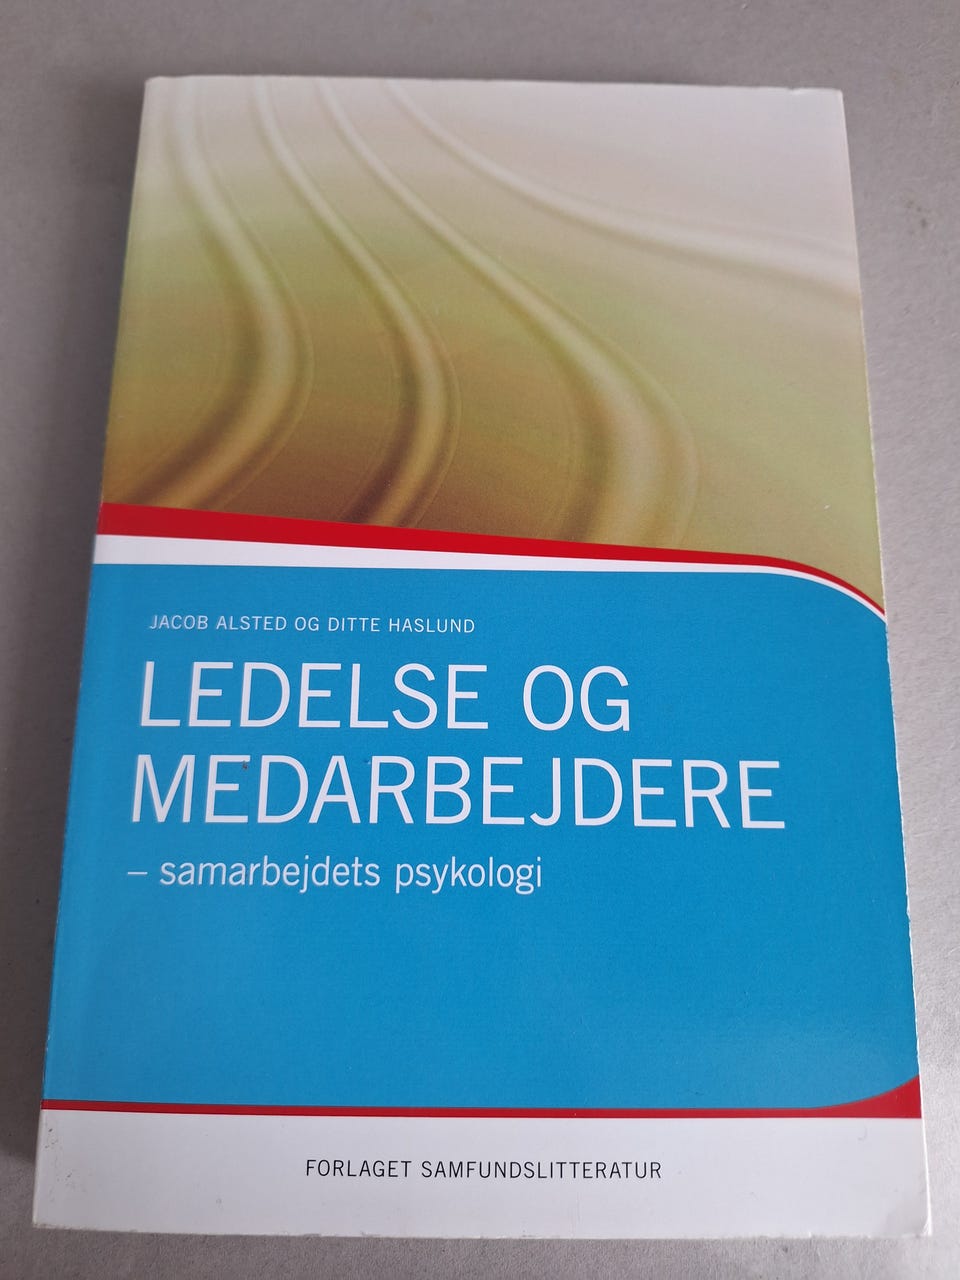 JACOB ALSTED OG DITTE HASLUND
LEDELSE OG
MEDARBEJDERE
– samarbejdets psykologi
FORLAGET SAMFUNDSLITTERATUR